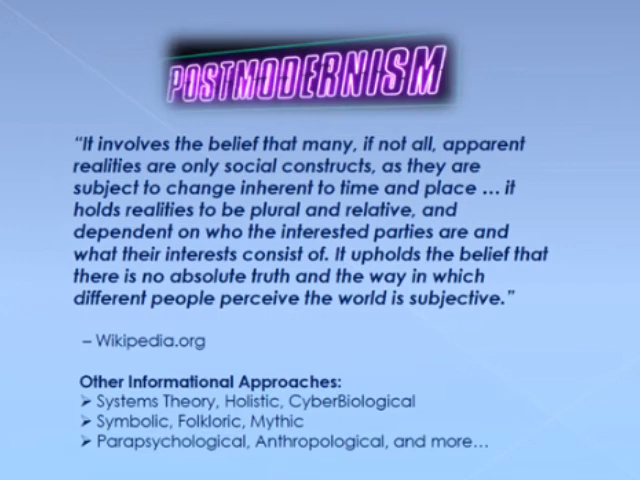 POSTMODERNISM
“It involves the belief that many, if not all, apparent
realities are only social constructs, as they are
subject to change inherent to time and place … it
holds realities to be plural and relative, and
dependent on who the interested parties are and
what their interests consist of. It upholds the belief that
there is no absolute truth and the way in which
different people perceive the world is subjective.”
– Wikipedia.org
Other Informational Approaches:
➢ Systems Theory, Holistic, CyberBiological
➢ Symbolic, Folkloric, Mythic
➢ Parapsychological, Anthropological, and more…